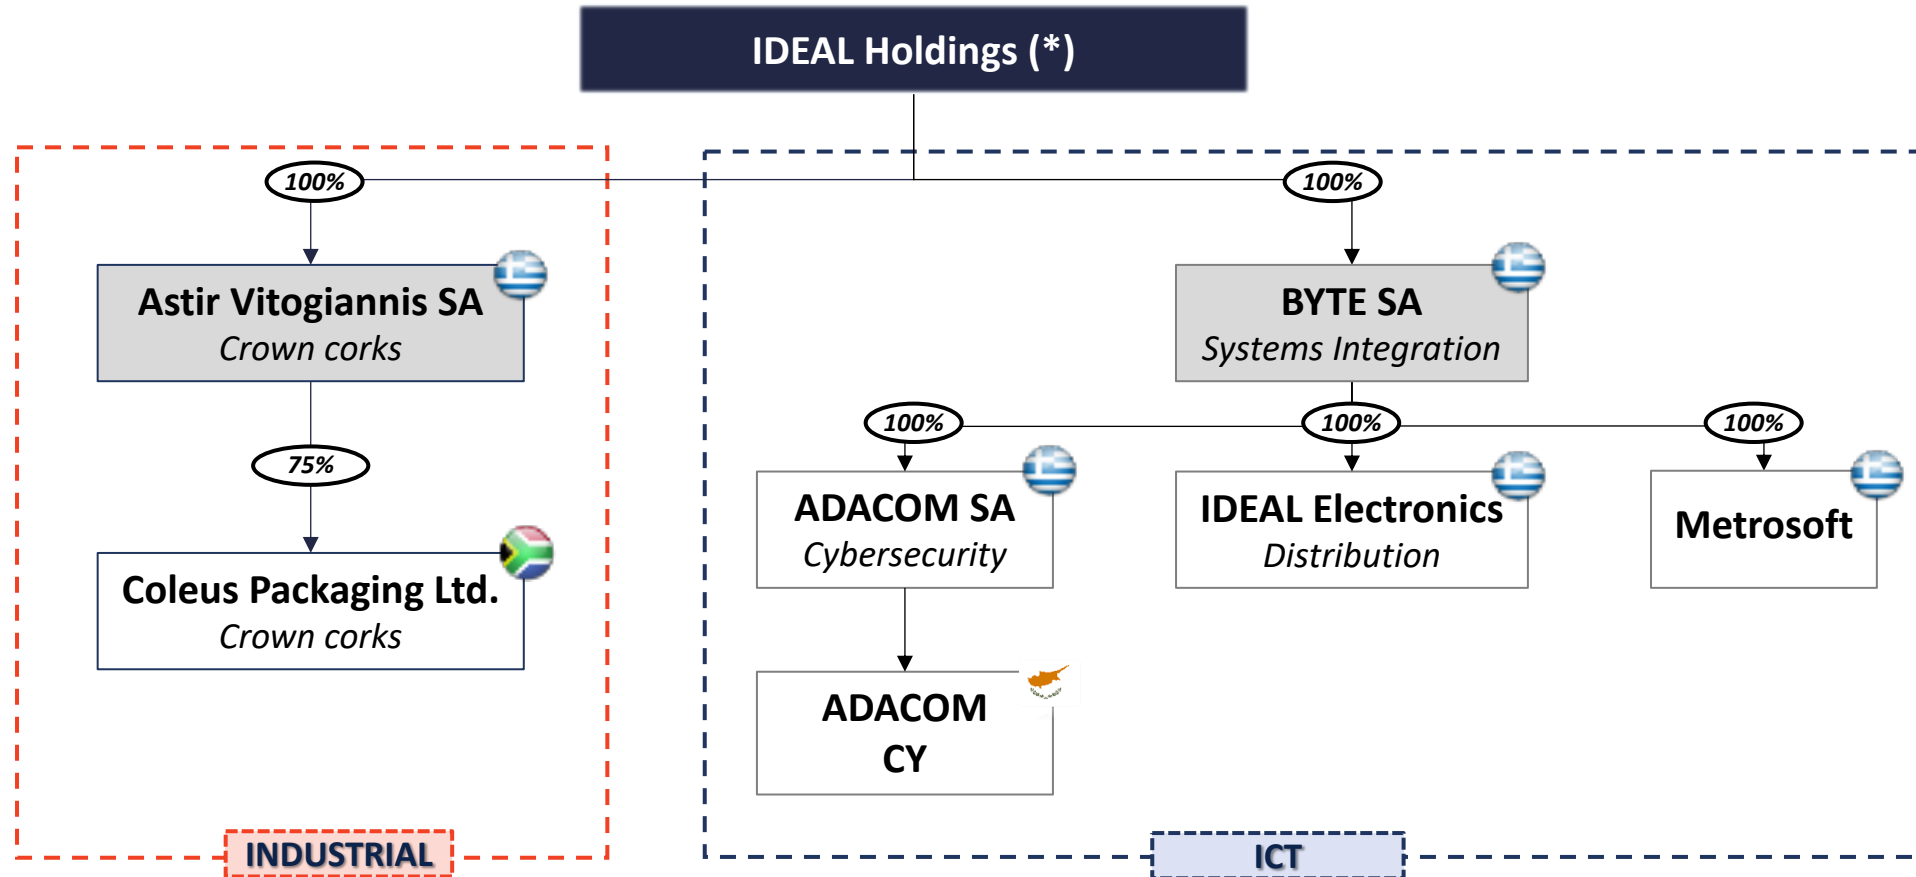 IDEAL Holdings (*)
100%
100%
Astir Vitogiannis SA
Crown corks
BYTE SA
Systems Integration
100%
100%
100%
75%
ADACOM SA
Cybersecurity
IDEAL Electronics
Distribution
Metrosoft
Coleus Packaging Ltd.
Crown corks
ADACOM
CY
INDUSTRIAL
ICT